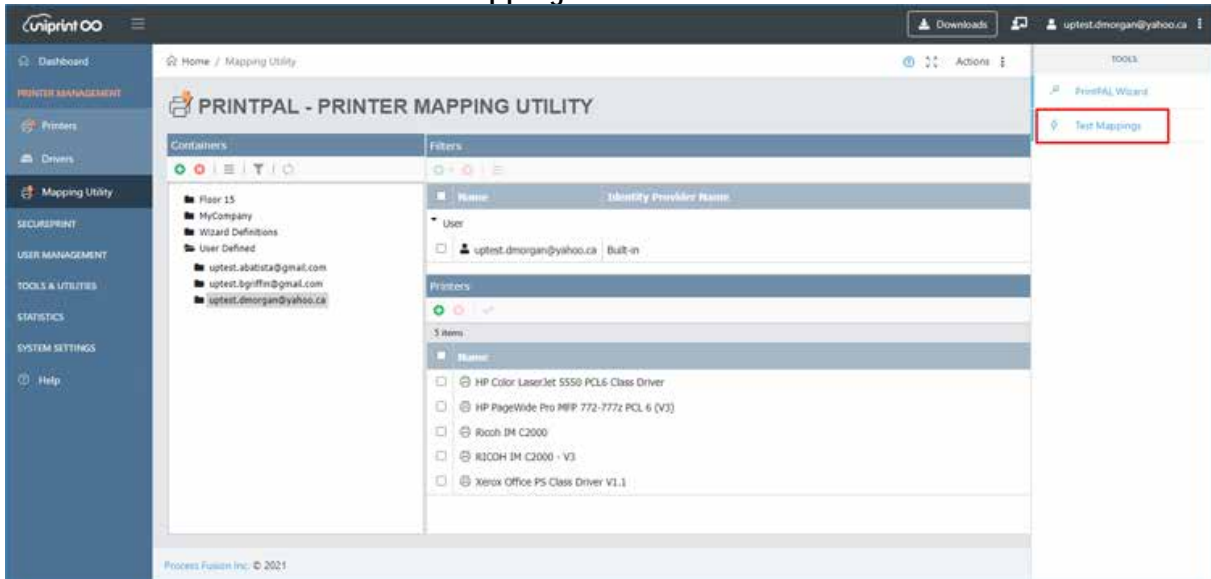 pping
uniprint
Downloads
uptest.dmorgan@yahoo.ca
Dashboard
Home / Mapping Utility
Actions
TOOLS
PRINTER MANAGEMENT
PRINTPAL - PRINTER MAPPING UTILITY
PrintPAL Wizard
Printers
Test Mappings
Containers
Filters
Drivers
Mapping Utility
Floor 15
Name
Identity Provider Name
MyCompany
SECUREPRINT
Wizard Definitions
User
User Defined
uptest.dmorgan@yahoo.ca Built-in
USER MANAGEMENT
uptest.abatista@gmail.com
uptest.bgriffin@gmail.com
TOOLS & UTILITIES
Printers
uptest.dmorgan@yahoo.ca
STATISTICS
5 items
SYSTEM SETTINGS
Name
Help
HP Color LaserJet 5550 PCL6 Class Driver
HP PageWide Pro MFP 772-777z PCL 6 (V3)
Ricoh IM C2000
RICOH IM C2000 - V3
Xerox Office PS Class Driver V1.1
Process Fusion Inc. © 2021